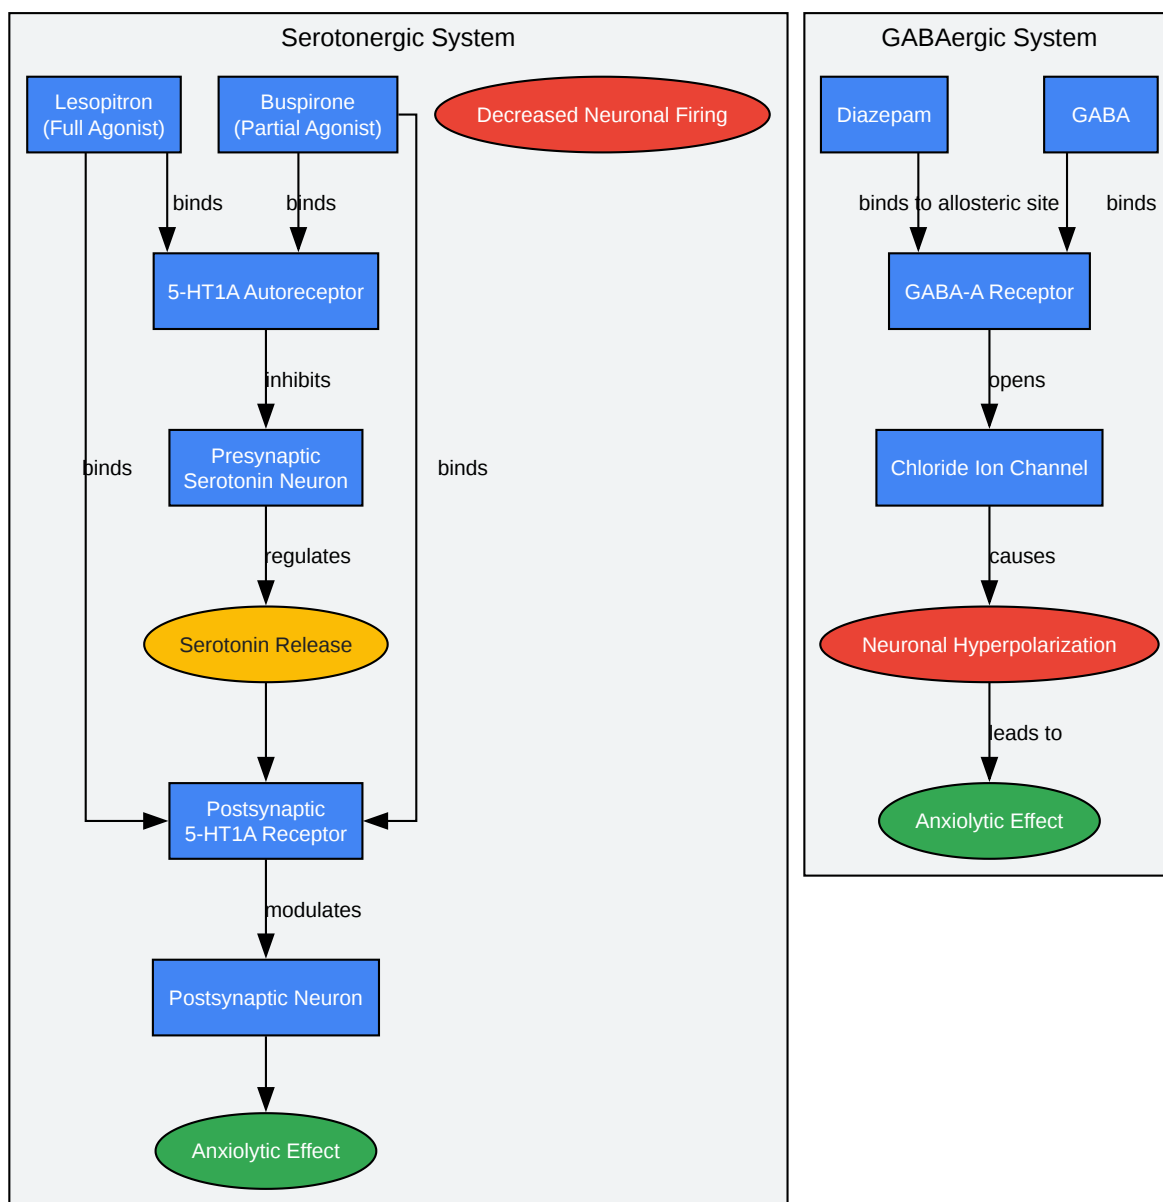 Serotonergic System
Lesopitron
(Full Agonist)
Buspirone
(Partial Agonist)
Decreased Neuronal Firing
binds
binds
5-HT1A Autoreceptor
inhibits
Presynaptic
Serotonin Neuron
binds
binds
regulates
Serotonin Release
Postsynaptic
5-HT1A Receptor
modulates
Postsynaptic Neuron
Anxiolytic Effect
GABAergic System
Diazepam
GABA
binds to allosteric site
binds
GABA-A Receptor
opens
Chloride Ion Channel
causes
Neuronal Hyperpolarization
leads to
Anxiolytic Effect